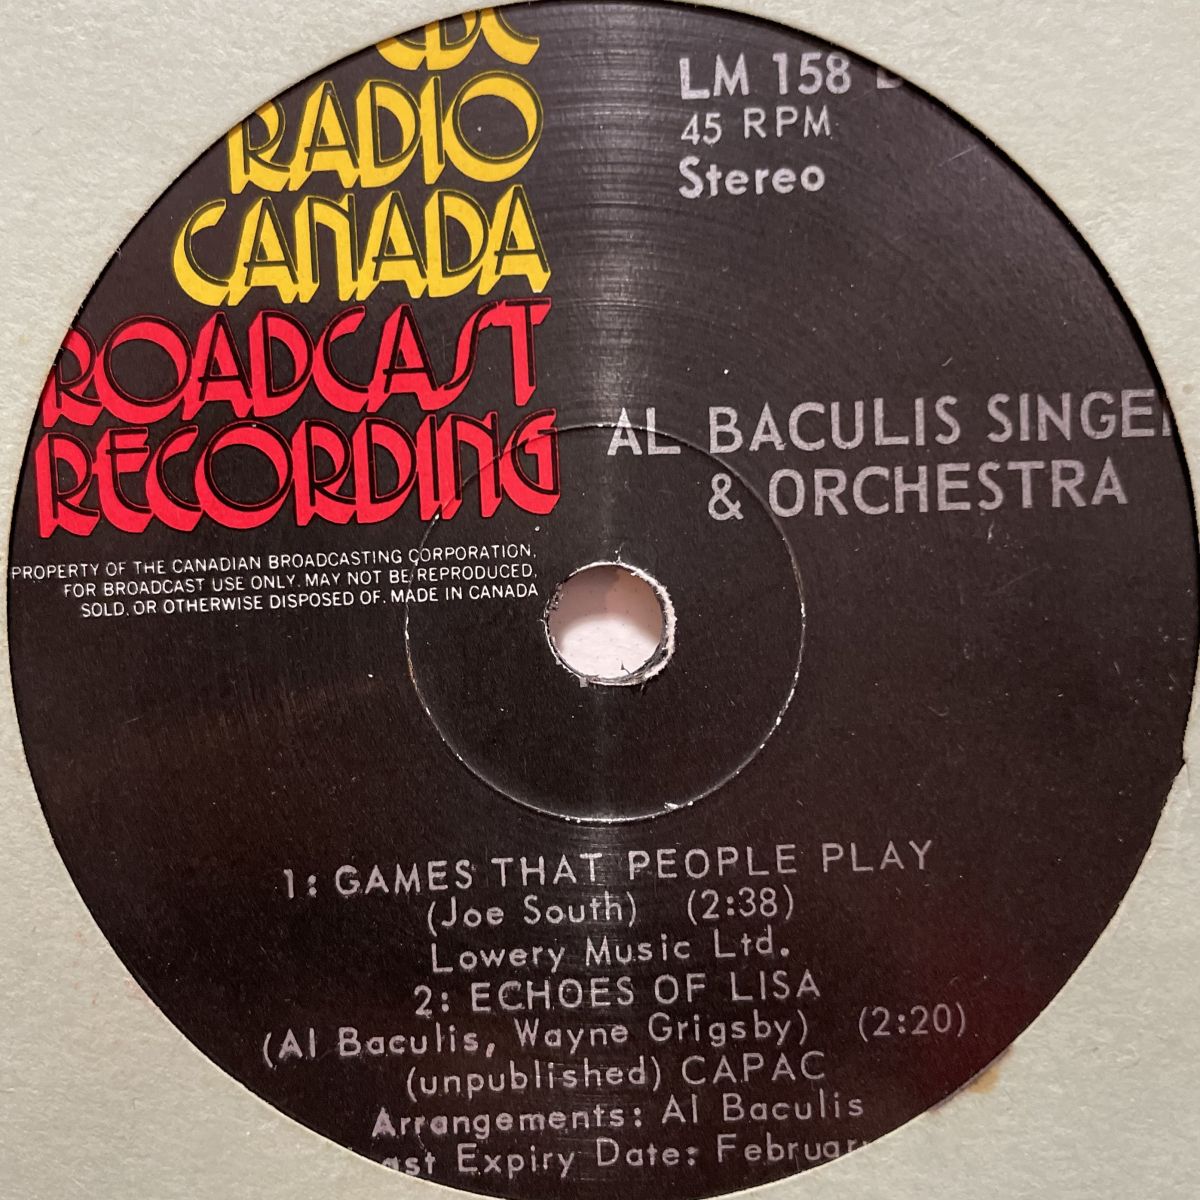 RADIO
CANADA
ROADCAST
RECORDING
PROPERTY OF THE CANADIAN BROADCASTING CORPORATION,
FOR BROADCAST USE ONLY. MAY NOT BE REPRODUCED,
SOLD, OR OTHERWISE DISPOSED OF. MADE IN CANADA
LM 158
45 RPM
Stereo
AL BACULIS SINGE
& ORCHESTRA
1: GAMES THAT PEOPLE PLAY
(Joe South) (2:38)
Lowery Music Ltd.
2: ECHOES OF LISA
(Al Baculis, Wayne Grigsby) (2:20)
(unpublished) CAPAC
Arrangements: Al Baculis
ast Expiry Date: Februar